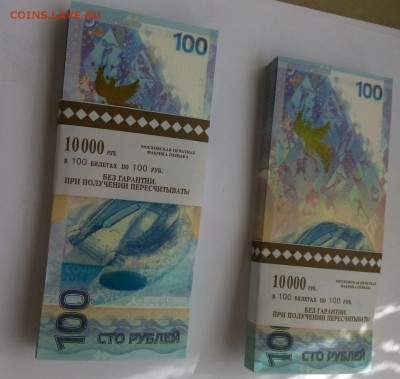 COINS.LAVE.RU
100
10 000 РУБ.
МОСКОВСКАЯ ПЕЧАТНАЯ
ФАБРИКА ГОЗНАКА
В 100 БИЛЕТАХ ПО 100 РУБ.
БЕЗ ГАРАНТИИ.
ПРИ ПОЛУЧЕНИИ ПЕРЕСЧИТЫВАТЬ!
100
СТО РУБЛЕЙ
100
10 000 РУБ.
МОСКОВСКАЯ ПЕЧАТНАЯ
ФАБРИКА ГОЗНАКА
В 100 БИЛЕТАХ ПО 100 РУБ.
БЕЗ ГАРАНТИИ.
ПРИ ПОЛУЧЕНИИ ПЕРЕСЧИТЫВАТЬ!
100
СТО РУБЛЕЙ